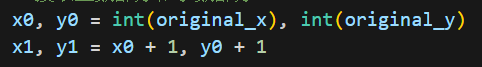 x0, y0 = int(original_x), int(original_y)
x1, y1 = x0 + 1, y0 + 1